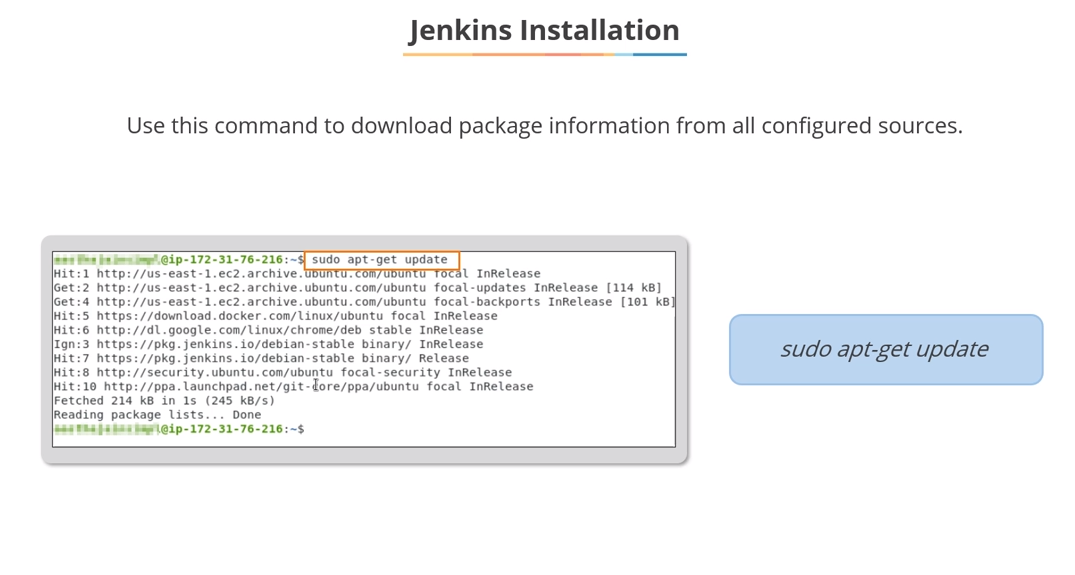 Jenkins Installation
Use this command to download package information from all configured sources.
@ip-172-31-76-216:~$ sudo apt-get update
Hit:1 http://us-east-1.ec2.archive.ubuntu.com/ubuntu focal InRelease
Get:2 http://us-east-1.ec2.archive.ubuntu.com/ubuntu focal-updates InRelease [114 kB]
Get:4 http://us-east-1.ec2.archive.ubuntu.com/ubuntu focal-backports InRelease [101 kB]
Hit:5 https://download.docker.com/linux/ubuntu focal InRelease
Hit:6 http://dl.google.com/linux/chrome/deb stable InRelease
Ign:3 https://pkg.jenkins.io/debian-stable binary/ InRelease
Hit:7 https://pkg.jenkins.io/debian-stable binary/ Release
Hit:8 http://security.ubuntu.com/ubuntu focal-security InRelease
Hit:10 http://ppa.launchpad.net/git-core/ppa/ubuntu focal InRelease
Fetched 214 kB in 1s (245 kB/s)
Reading package lists... Done
@ip-172-31-76-216:~$
sudo apt-get update